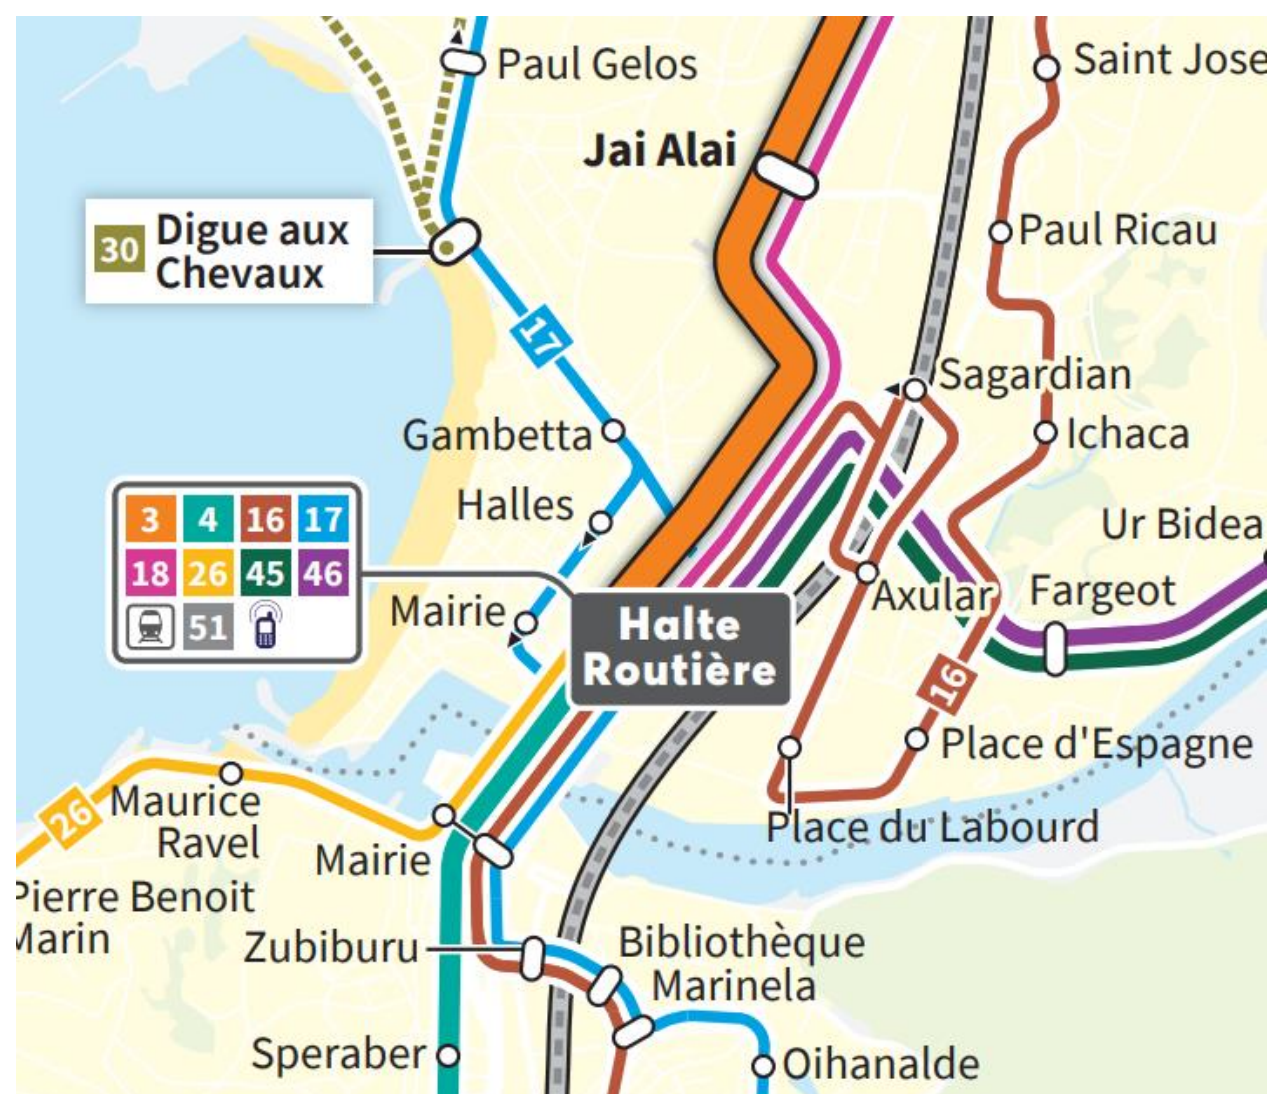 Paul Gelos
Saint Jose
Jai Alai
30
Digue aux
Chevaux
Paul Ricau
17
Sagardian
Gambetta
Ichaca
Halles
3 4 16 17
18 26 45 46
51
Ur Bidea
Mairie
Axular
Fargeot
Halte
Routière
16
Place d'Espagne
26
Maurice
Ravel
Place du Labourd
Mairie
Pierre Benoit
Marin
Zubiburu
Bibliothèque
Marinela
Speraber
Oihanalde